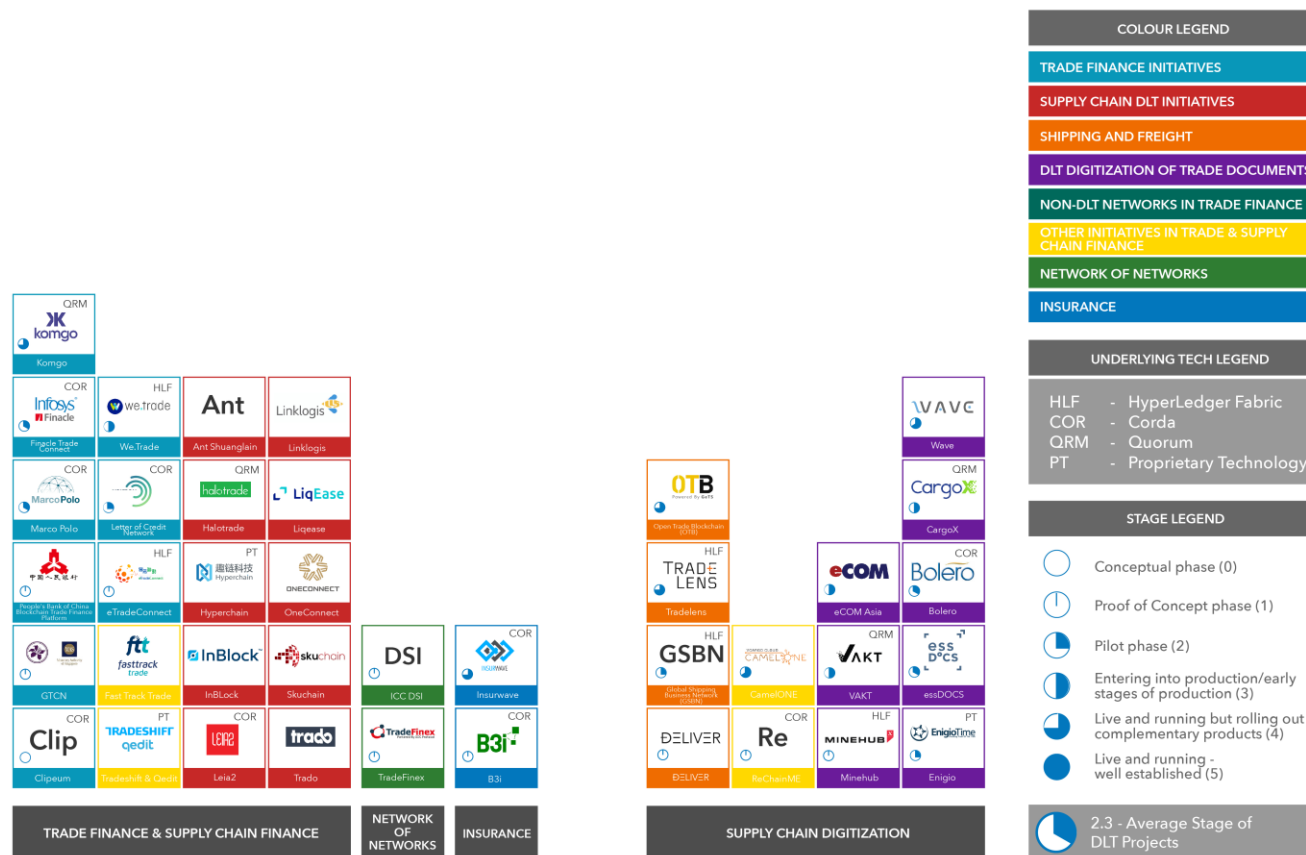 COLOUR LEGEND
TRADE FINANCE INITIATIVES
SUPPLY CHAIN DLT INITIATIVES
SHIPPING AND FREIGHT
DLT DIGITIZATION OF TRADE DOCUMENTS
NON-DLT NETWORKS IN TRADE FINANCE
OTHER INITIATIVES IN TRADE & SUPPLY
CHAIN FINANCE
NETWORK OF NETWORKS
INSURANCE
UNDERLYING TECH LEGEND
HLF - HyperLedger Fabric
COR - Corda
QRM - Quorum
PT - Proprietary Technology
STAGE LEGEND
Conceptual phase (0)
Proof of Concept phase (1)
Pilot phase (2)
Entering into production/early
stages of production (3)
Live and running but rolling out
complementary products (4)
Live and running -
well established (5)
2.3 - Average Stage of
DLT Projects
QRM
komgo
Komgo
COR
Infosys
Finacle
Finacle Trade
Connect
HLF
we.trade
We.Trade
Ant
Ant Shuanglain
Linklogis
Linklogis
WAVE
Wave
COR
MarcoPolo
Marco Polo
COR
Letter of Credit
Network
QRM
halotrade
Halotrade
LiqEase
Liqease
OTB
Powered By GeTS
Open Trade Blockchain
(OTB)
QRM
CargoX
CargoX
中国人民银行
People's Bank of China
Blockchain Trade Finance
Platform
HLF
eTradeConnect
PT
趣链科技
Hyperchain
Hyperchain
ONECONNECT
OneConnect
HLF
TRADE
LENS
Tradelens
eCOM
eCOM Asia
COR
Bolero
Bolero
GTCN
ftt
fasttrack
trade
Fast Track Trade
InBlock
InBLock
skuchain
Skuchain
DSI
ICC DSI
COR
INSURWAVE
Insurwave
HLF
GSBN
Global Shipping
Business Network
(GSBN)
CAMELONE
CamelONE
QRM
VAKT
VAKT
ess
DOCS
essDOCS
COR
Clip
Clipeum
PT
TRADESHIFT
qedit
Tradeshift & Qedit
COR
LEIA2
Leia2
trado
Trado
TradeFinex
TradeFinex
COR
B3i
B3i
DELIVER
DELIVER
COR
Re
ReChainME
HLF
MINEHUB
Minehub
PT
EnigioTime
Enigio
TRADE FINANCE & SUPPLY CHAIN FINANCE
NETWORK
OF
NETWORKS
INSURANCE
SUPPLY CHAIN DIGITIZATION